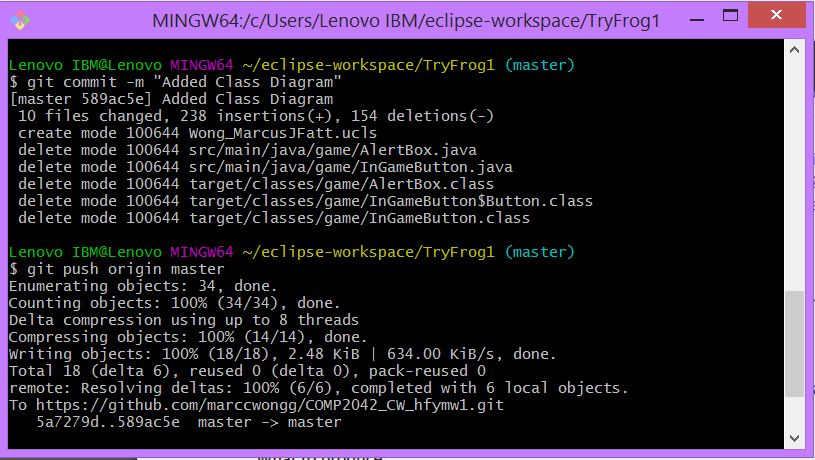 MINGW64:/c/Users/Lenovo IBM/eclipse-workspace/TryFrog1
Lenovo IBM@Lenovo MINGW64 ~/eclipse-workspace/TryFrog1 (master)
$ git commit -m "Added Class Diagram"
[master 589ac5e] Added Class Diagram
 10 files changed, 238 insertions(+), 154 deletions(-)
 create mode 100644 Wong_MarcusJFatt.ucls
 delete mode 100644 src/main/java/game/AlertBox.java
 delete mode 100644 src/main/java/game/InGameButton.java
 delete mode 100644 target/classes/game/AlertBox.class
 delete mode 100644 target/classes/game/InGameButton$Button.class
 delete mode 100644 target/classes/game/InGameButton.class
Lenovo IBM@Lenovo MINGW64 ~/eclipse-workspace/TryFrog1 (master)
$ git push origin master
Enumerating objects: 34, done.
Counting objects: 100% (34/34), done.
Delta compression using up to 8 threads
Compressing objects: 100% (14/14), done.
Writing objects: 100% (18/18), 2.48 KiB | 634.00 KiB/s, done.
Total 18 (delta 6), reused 0 (delta 0), pack-reused 0
remote: Resolving deltas: 100% (6/6), completed with 6 local objects.
To https://github.com/marccwongg/COMP2042_CW_hfymw1.git
   5a7279d..589ac5e  master -> master